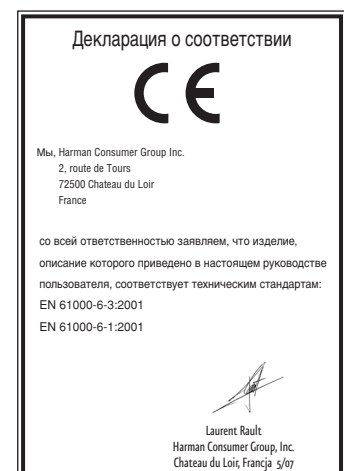 Декларация о соответствии
CE
Мы, Harman Consumer Group Inc.
2, route de Tours
72500 Chateau du Loir
France
со всей ответственностью заявляем, что изделие,
описание которого приведено в настоящем руководстве
пользователя, соответствует техническим стандартам:
EN 61000-6-3:2001
EN 61000-6-1:2001
Laurent Rault
Harman Consumer Group, Inc.
Chateau du Loir, Francja 5/07